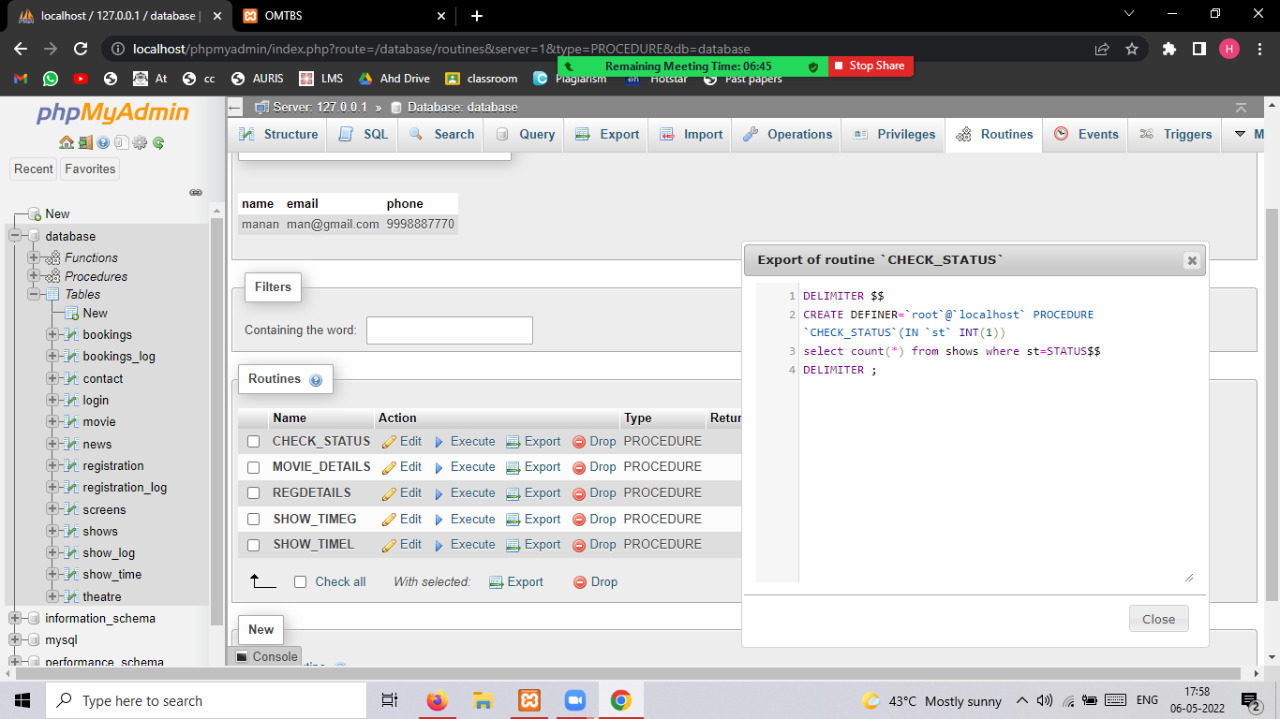 localhost / 127.0.0.1 / database |
OMTBS
localhost/phpmyadmin/index.php?route=/database/routines&server=1&type=PROCEDURE&db=database
H
Remaining Meeting Time: 06:45
Stop Share
At
cc
AURIS
LMS
Ahd Drive
classroom
Plagiarism
Hotstar
Past papers
phpMyAdmin
Recent
Favorites
New
database
Functions
Procedures
Tables
New
bookings
bookings_log
contact
login
movie
news
registration
registration_log
screens
shows
show_log
show_time
theatre
information_schema
mysql
performance_schema
Server: 127.0.0.1 » Database: database
Structure
SQL
Search
Query
Export
Import
Operations
Privileges
Routines
Events
Triggers
M
name email phone
manan man@gmail.com 9998887770
Filters
Containing the word:
Routines
Name Action Type Retur
CHECK_STATUS Edit Execute Export Drop PROCEDURE
MOVIE_DETAILS Edit Execute Export Drop PROCEDURE
REGDETAILS Edit Execute Export Drop PROCEDURE
SHOW_TIMEG Edit Execute Export Drop PROCEDURE
SHOW_TIMEL Edit Execute Export Drop PROCEDURE
Check all With selected: Export Drop
New
Console
Export of routine `CHECK_STATUS`
1 DELIMITER $$
2 CREATE DEFINER=`root`@`localhost` PROCEDURE
`CHECK_STATUS`(IN `st` INT(1))
3 select count(*) from shows where st=STATUS$$
4 DELIMITER ;
Close
Type here to search
43°C Mostly sunny
ENG
17:58
06-05-2022
2